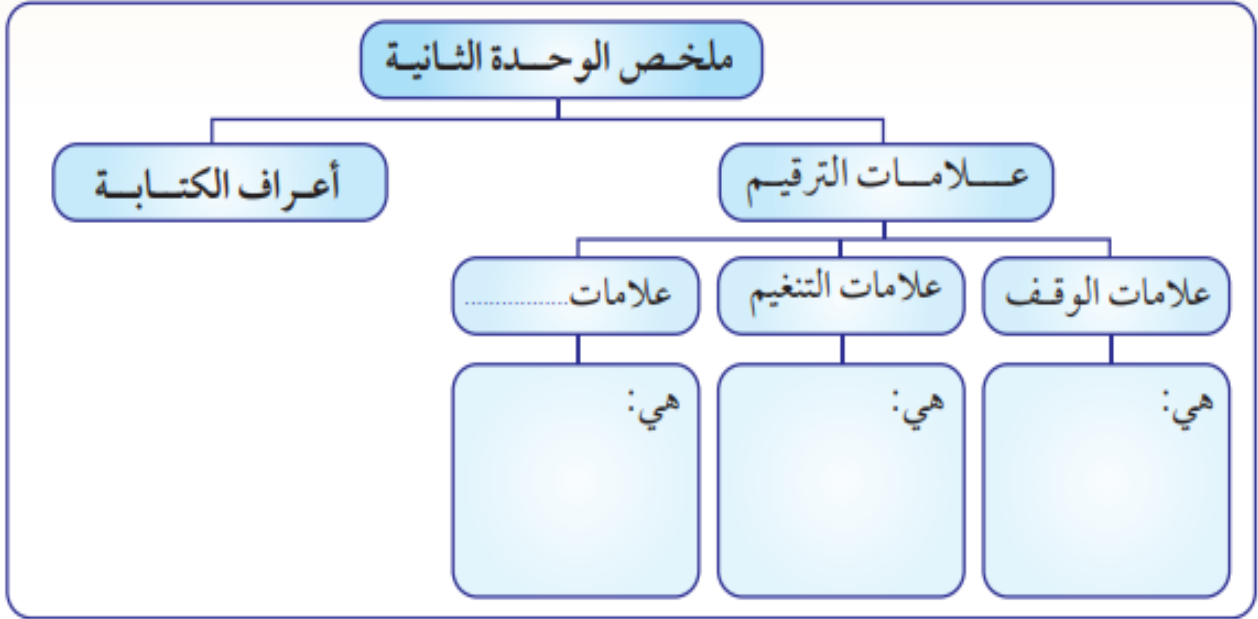 ملخص الوحدة الثانية
علامات الترقيم
أعراف الكتابة
علامات الوقف
علامات التنغيم
علامات................
هي:
هي:
هي: